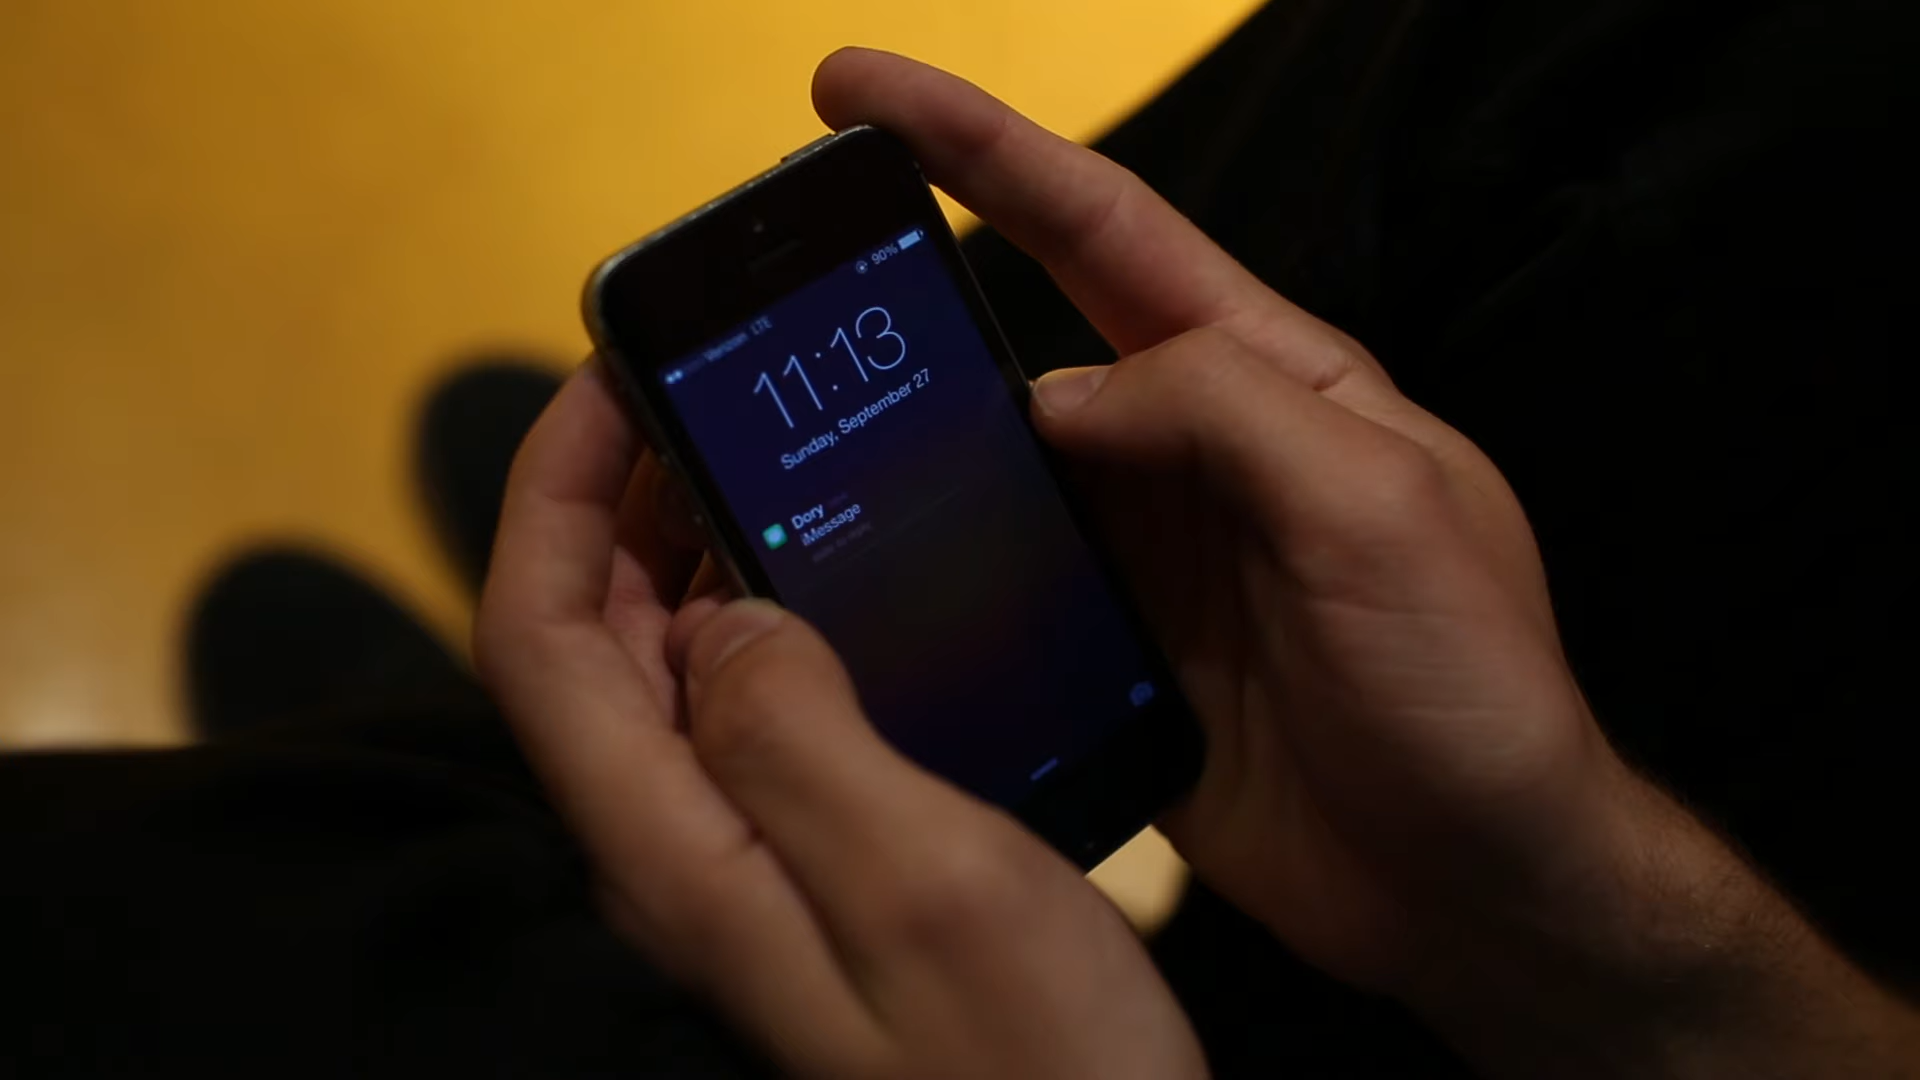 Verizon LTE
90%
11:13
Sunday, September 27
Dory
iMessage